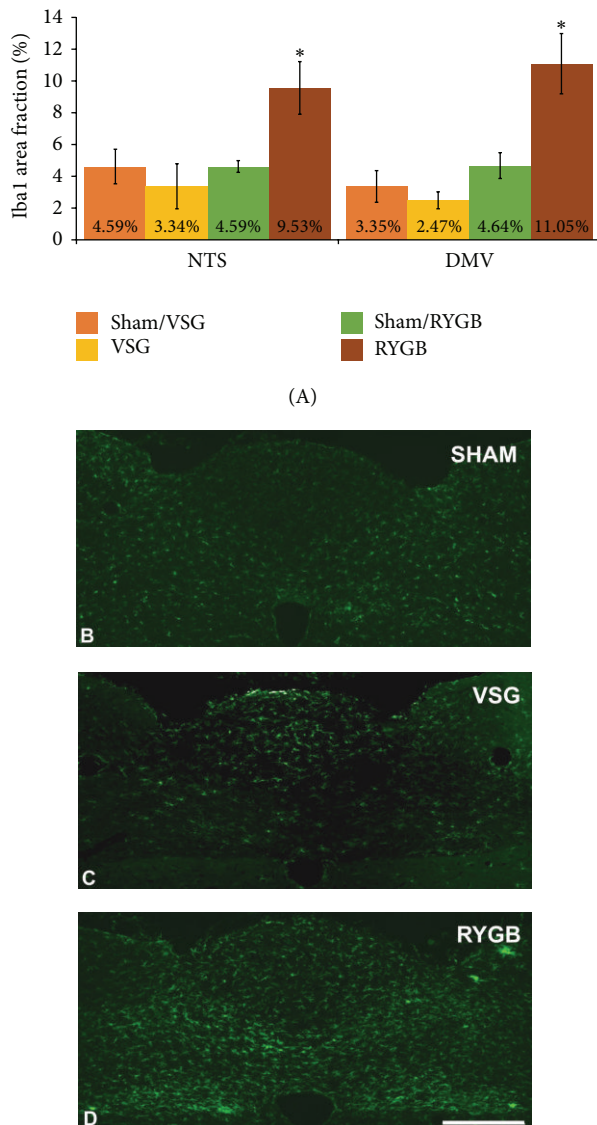 14
12
10
8
6
4
2
0
Iba1 area fraction (%)
* *
4.59% 3.34% 4.59% 9.53% 3.35% 2.47% 4.64% 11.05%
NTS DMV
Sham/VSG Sham/RYGB
VSG RYGB
(A)
SHAM
B
VSG
C
RYGB
D